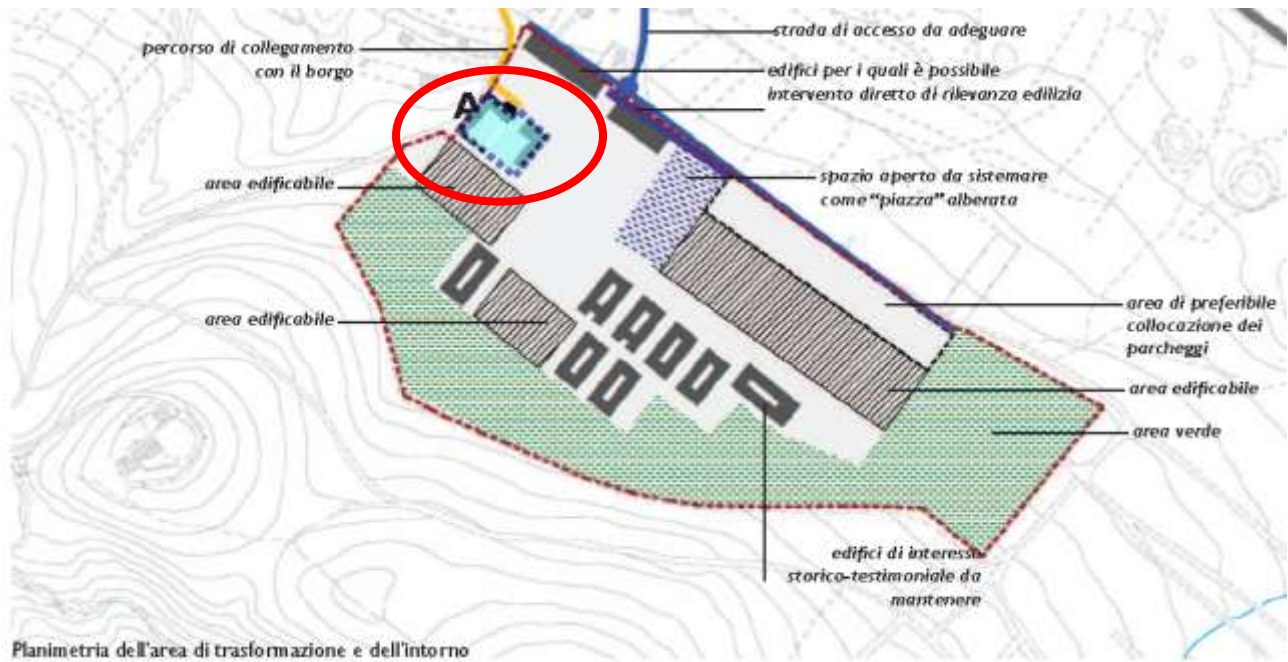 percorso di collegamento
con il borgo
strada di accesso da adeguare
edifici per i quali è possibile
intervento diretto di rilevanza edilizia
A
area edificabile
spazio aperto da sistemare
come "piazza" alberata
area edificabile
area di preferibile
collocazione dei
parcheggi
area edificabile
area verde
edifici di interesse
storico-testimoniale da
mantenere
Planimetria dell'area di trasformazione e dell'intorno